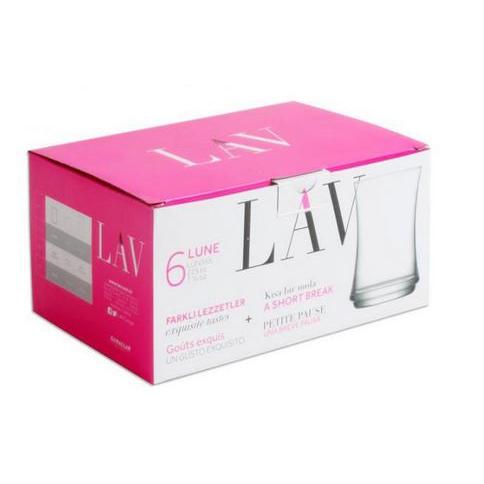 LAV
LAV
6 LUNE
LAV
FARKLI LEZZETLER
exquisite tastes
Goûts exquis
UN GUSTO EXQUISITO
+
Kısa bir mola
A SHORT BREAK
PETITE PAUSE
UNA BREVE PAUSA